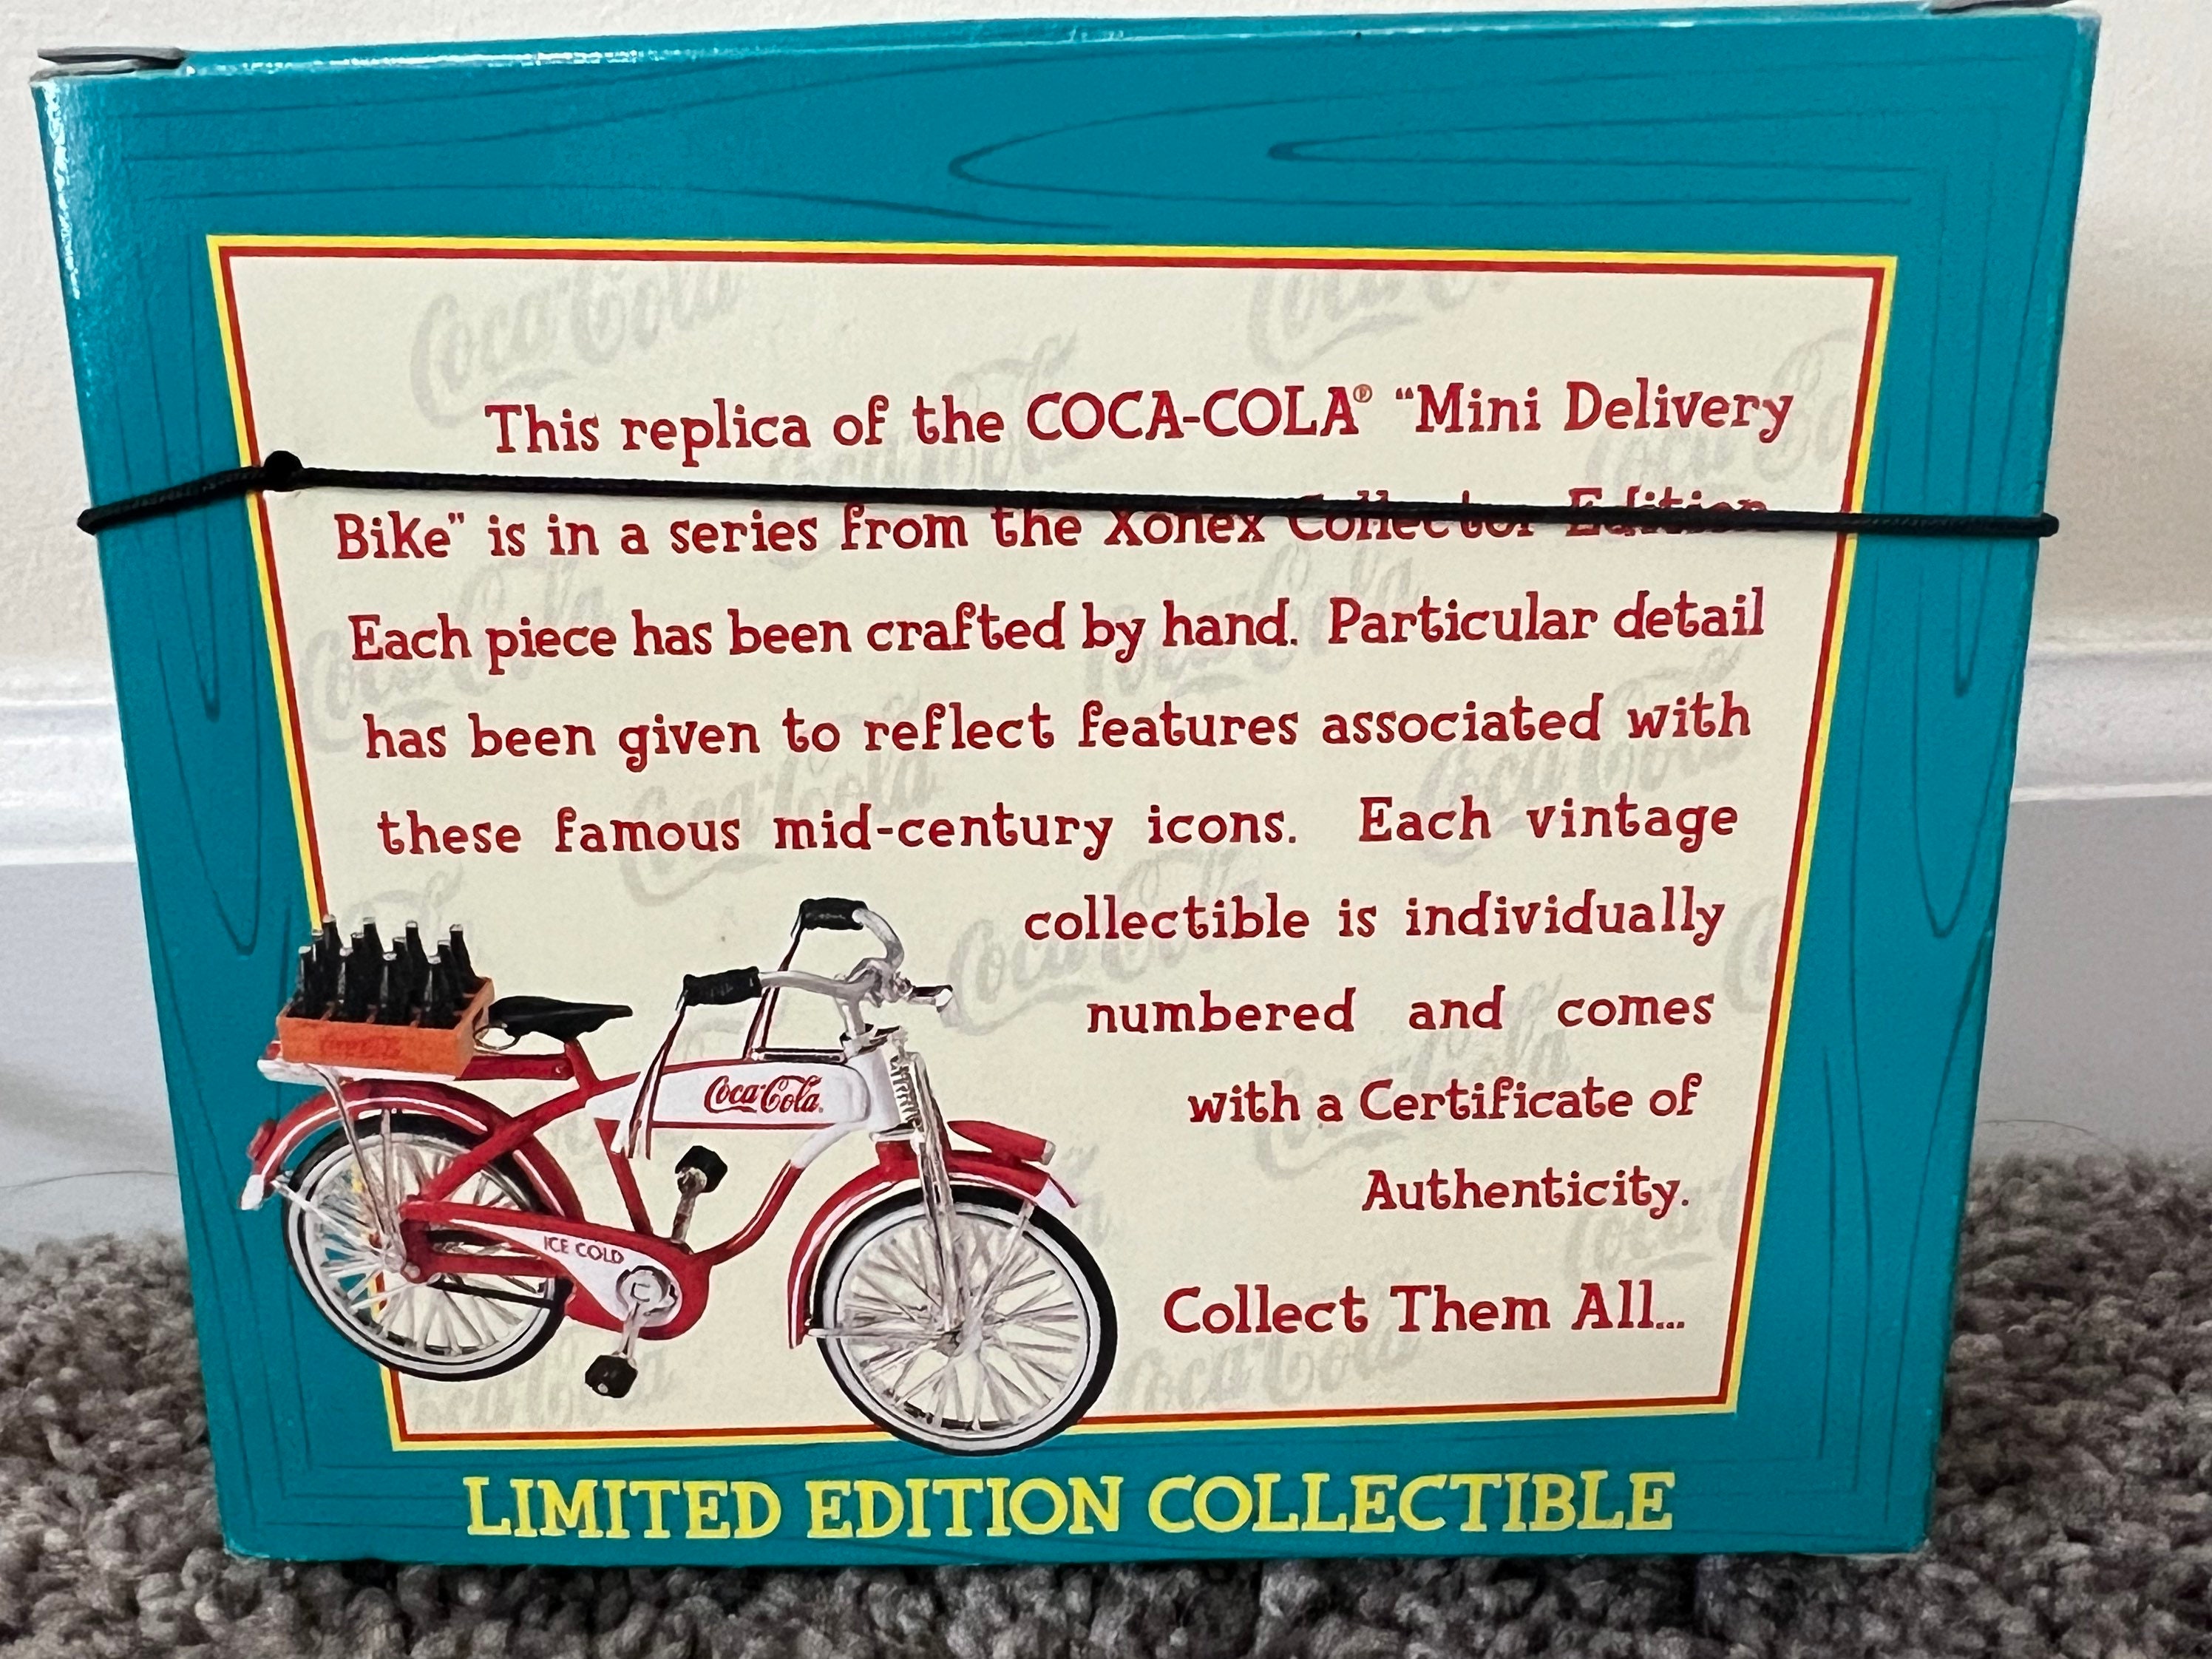 This replica of the COCA-COLA® “Mini Delivery
Bike” is in a series from the Xonex Collector Edition
Each piece has been crafted by hand. Particular detail
has been given to reflect features associated with
these famous mid-century icons. Each vintage
collectible is individually
numbered and comes
with a Certificate of
Authenticity.
Collect Them All...
Coca-Cola
ICE COLD
LIMITED EDITION COLLECTIBLE